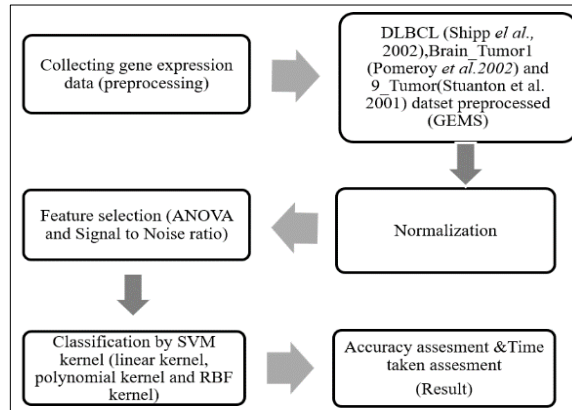 Collecting gene expression
data (preprocessing)
DLBCL (Shipp el al.,
2002),Brain_Tumor1
(Pomeroy et al.2002) and
9_Tumor(Stuanton et al.
2001) datset preprocessed
(GEMS)
Feature selection (ANOVA
and Signal to Noise ratio)
Normalization
Classification by SVM
kernel (linear kernel,
polynomial kernel and RBF
kernel)
Accuracy assesment &Time
taken assesment
(Result)